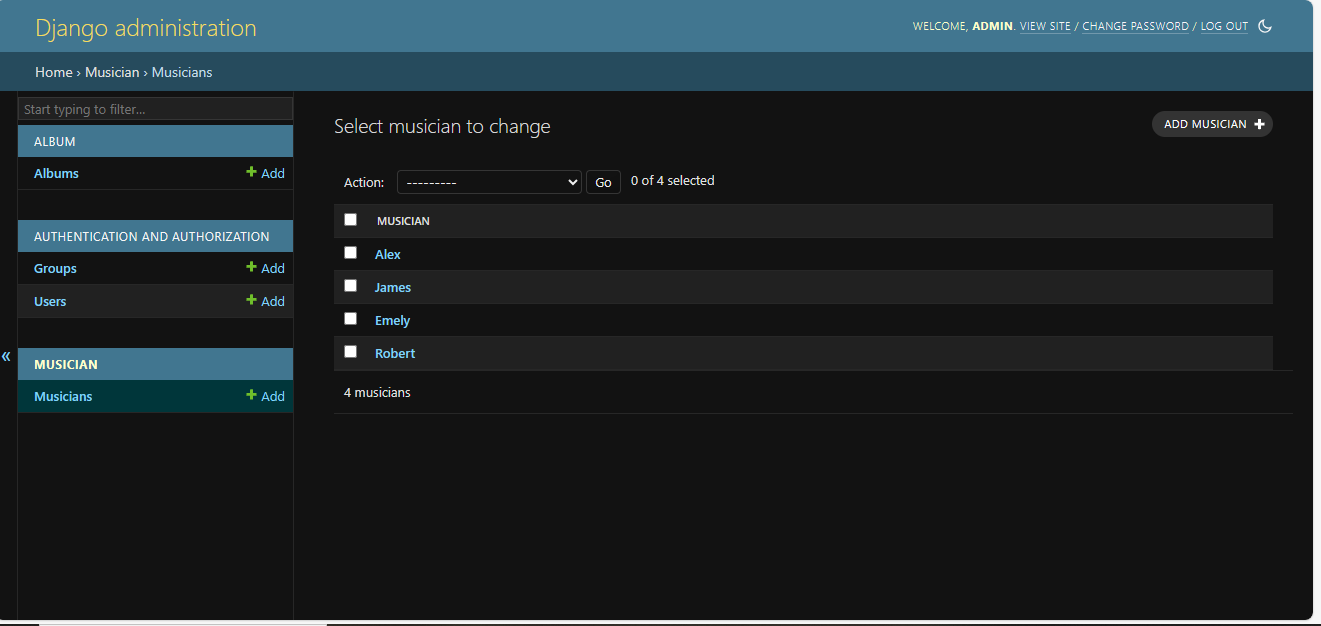 Django administration
WELCOME, ADMIN. VIEW SITE / CHANGE PASSWORD / LOG OUT
Home › Musician › Musicians
Start typing to filter...
ALBUM
Albums + Add
AUTHENTICATION AND AUTHORIZATION
Groups + Add
Users + Add
«
MUSICIAN
Musicians + Add
Select musician to change
ADD MUSICIAN +
Action: --------- Go 0 of 4 selected
MUSICIAN
Alex
James
Emely
Robert
4 musicians